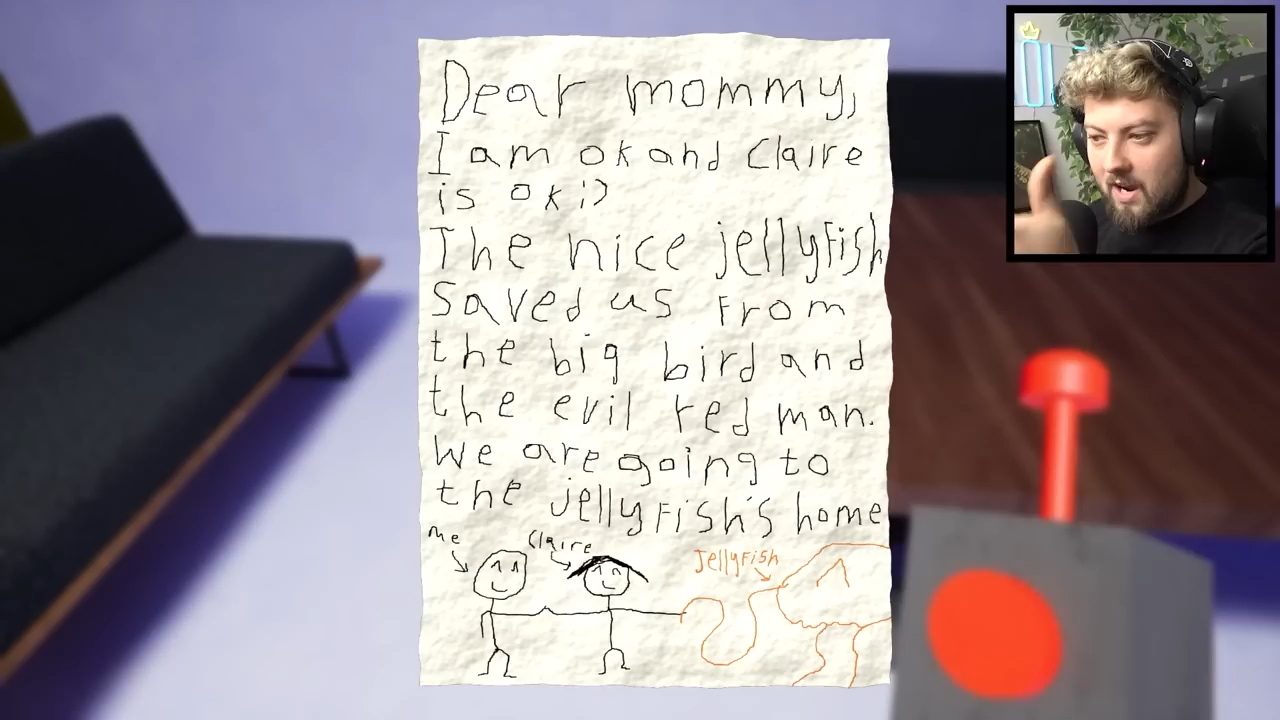 Dear mommy,
I am ok and Claire
is ok :)
The nice jellyfish
saved us from
the big bird and
the evil red man.
We are going to
the jellyfish's home
me
Claire
Jellyfish